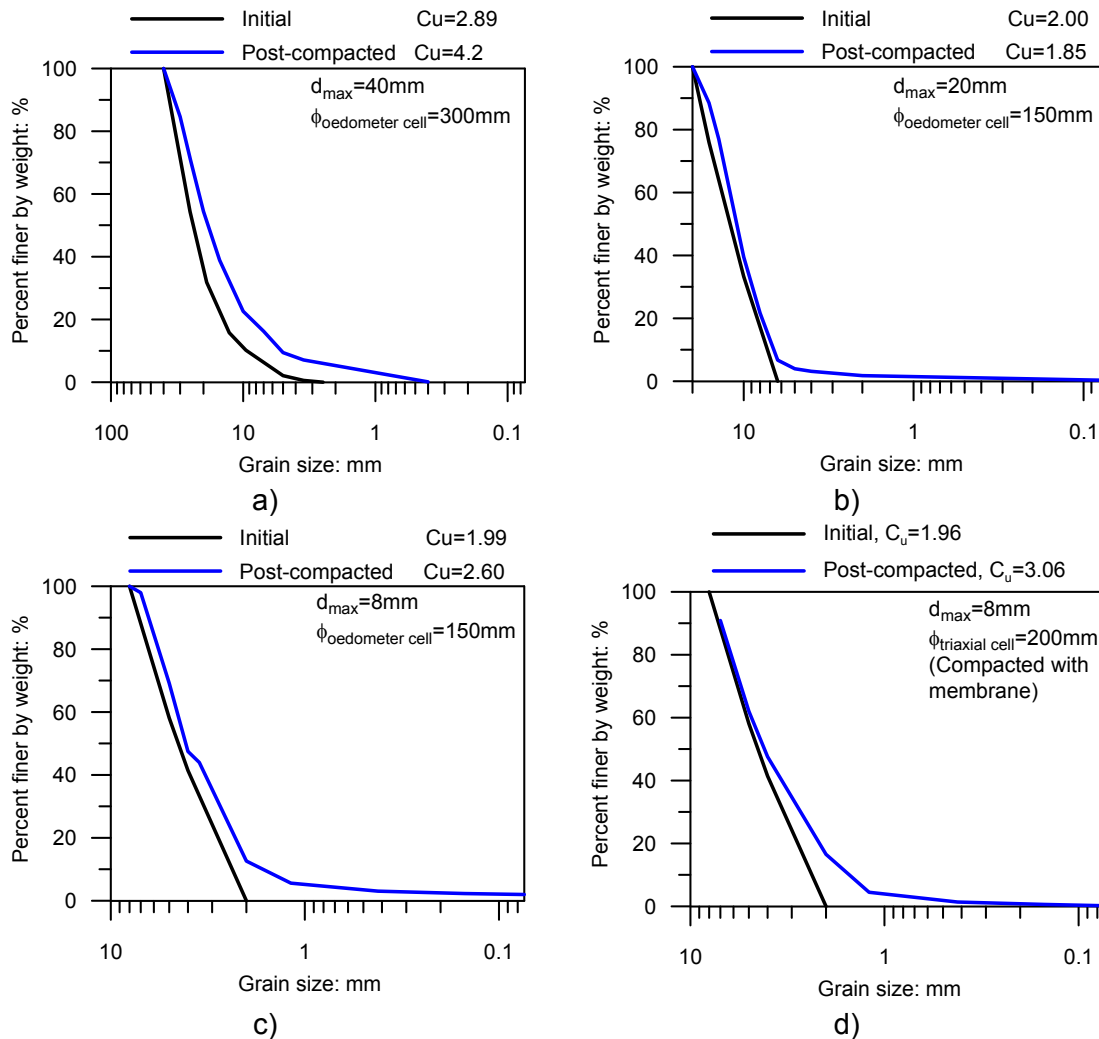 Initial Cu=2.89
Post-compacted Cu=4.2
d_max=40mm
ϕ_oedometer cell=300mm
Percent finer by weight: %
100
80
60
40
20
0
100 10 1 0.1
Grain size: mm
a)
Initial Cu=2.00
Post-compacted Cu=1.85
d_max=20mm
ϕ_oedometer cell=150mm
Percent finer by weight: %
100
80
60
40
20
0
10 1 0.1
Grain size: mm
b)
Initial Cu=1.99
Post-compacted Cu=2.60
d_max=8mm
ϕ_oedometer cell=150mm
Percent finer by weight: %
100
80
60
40
20
0
10 1 0.1
Grain size: mm
c)
Initial, C_u=1.96
Post-compacted, C_u=3.06
d_max=8mm
ϕ_triaxial cell=200mm
(Compacted with
membrane)
Percent finer by weight: %
100
80
60
40
20
0
10 1 0.1
Grain size: mm
d)